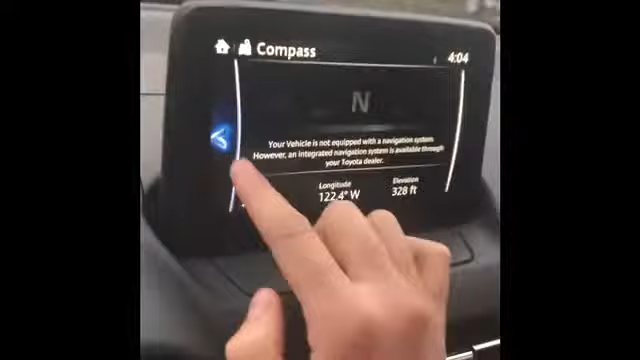 Compass
4:04
N
Your Vehicle is not equipped with a navigation system.
However, an integrated navigation system is available through
your Toyota dealer.
Longitude
122.4° W
Elevation
328 ft